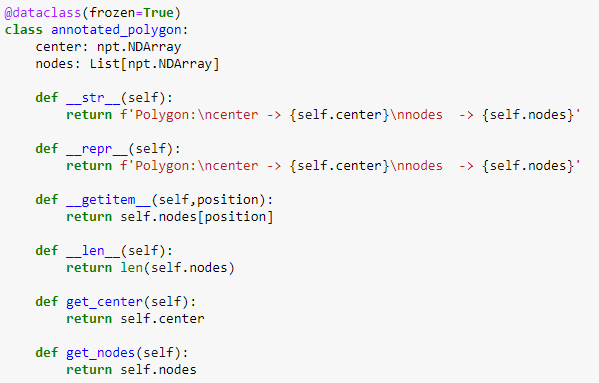 @dataclass(frozen=True)
class annotated_polygon:
    center: npt.NDArray
    nodes: List[npt.NDArray]

    def __str__(self):
        return f'Polygon:\ncenter -> {self.center}\nnodes  -> {self.nodes}'

    def __repr__(self):
        return f'Polygon:\ncenter -> {self.center}\nnodes  -> {self.nodes}'

    def __getitem__(self,position):
        return self.nodes[position]

    def __len__(self):
        return len(self.nodes)

    def get_center(self):
        return self.center

    def get_nodes(self):
        return self.nodes